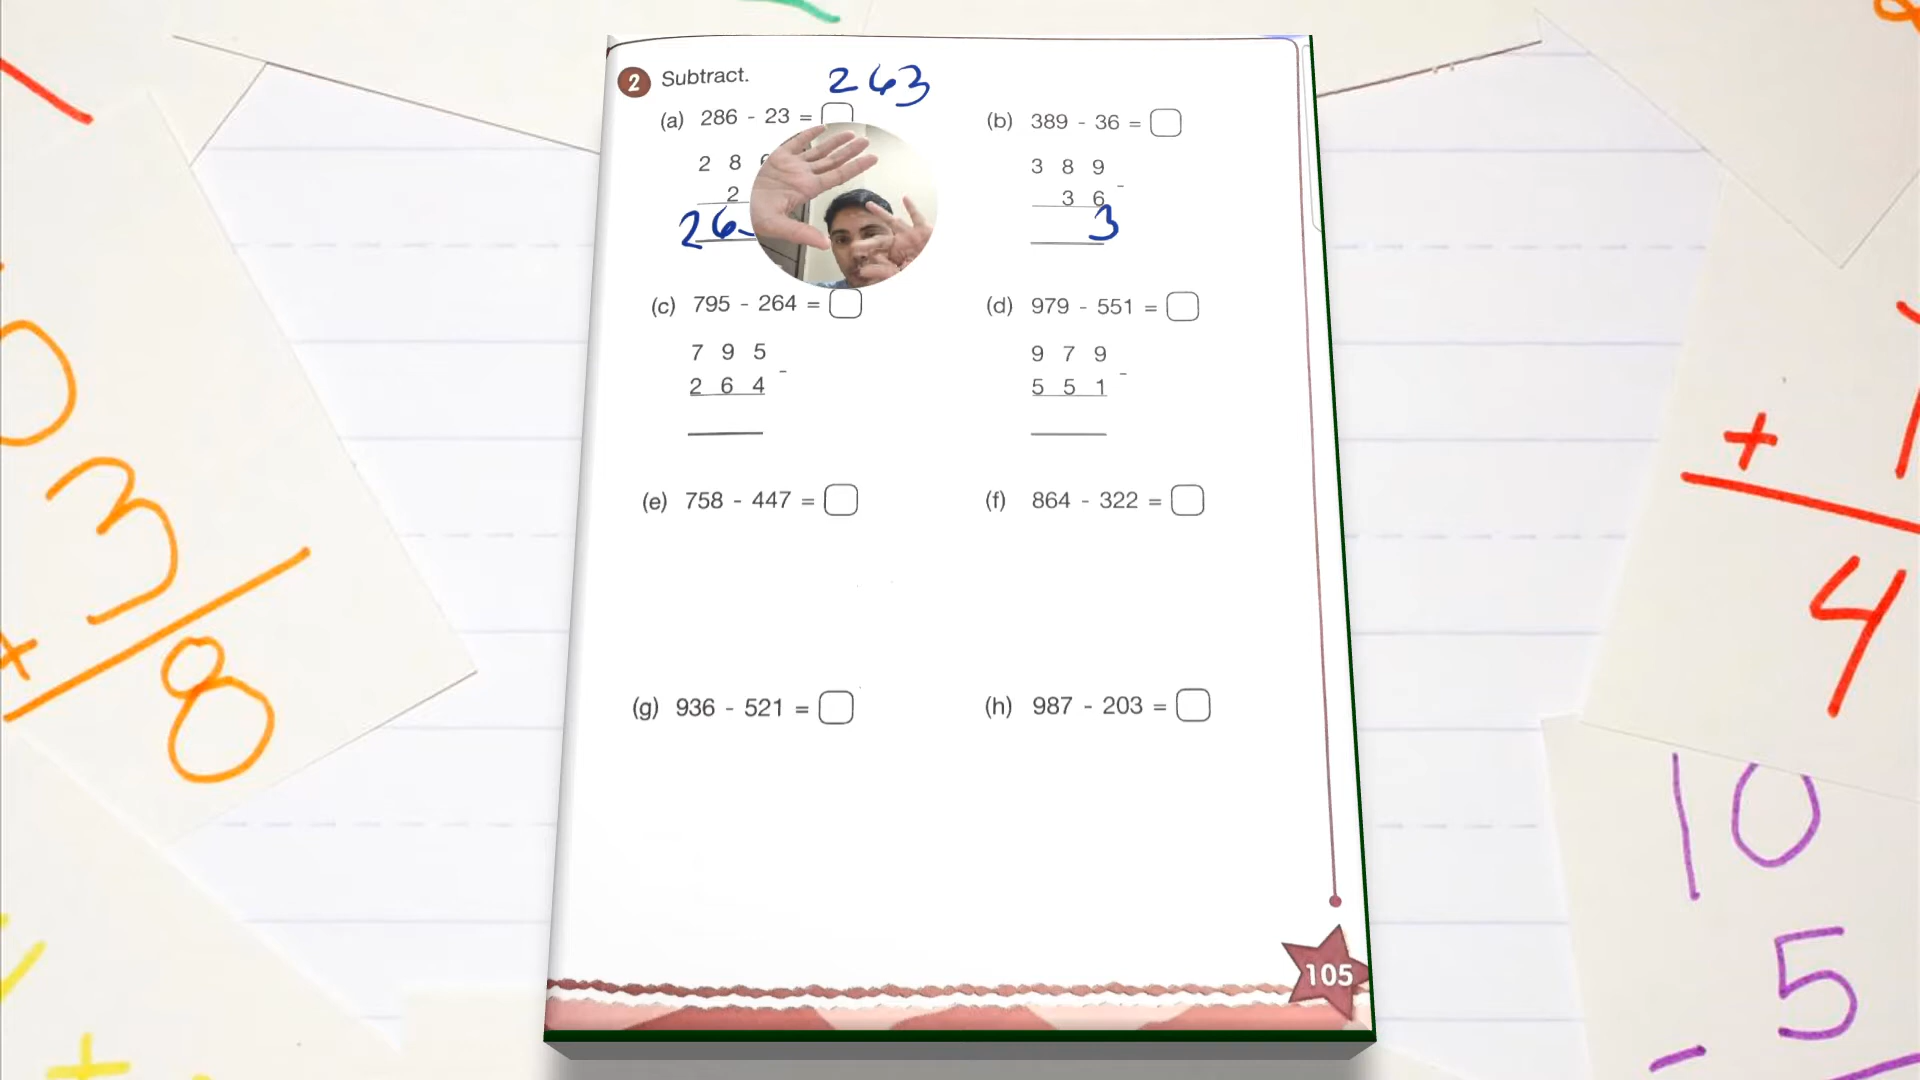 2 Subtract. 263
(a) 286 - 23 =
(b) 389 - 36 =
2 8
2
263
3 8 9
3 6 -
3
(c) 795 - 264 =
(d) 979 - 551 =
7 9 5
2 6 4 -
9 7 9
5 5 1 -
(e) 758 - 447 =
(f) 864 - 322 =
(g) 936 - 521 =
(h) 987 - 203 =
105
3
+
8
+
4
10
- 5
+